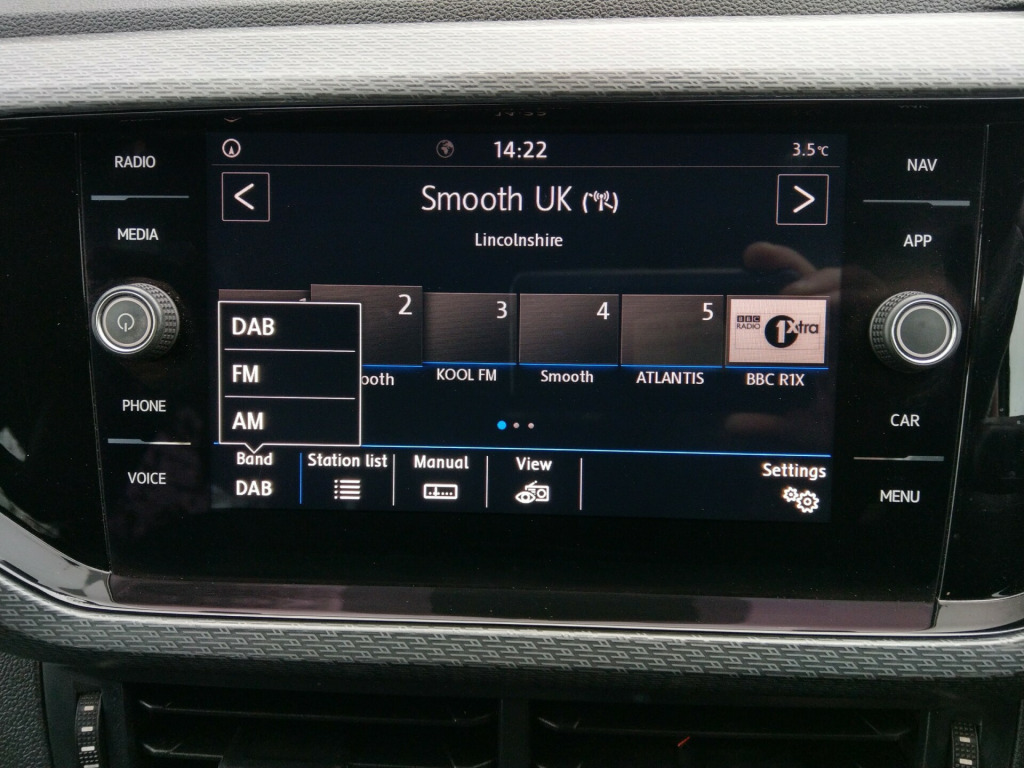 RADIO
MEDIA
PHONE
VOICE
14:22
3.5°C
<
Smooth UK
>
Lincolnshire
2
3
4
5
BBC
RADIO
1Xtra
ooth
KOOL FM
Smooth
ATLANTIS
BBC R1X
DAB
FM
AM
Band
DAB
Station list
Manual
View
Settings
NAV
APP
CAR
MENU